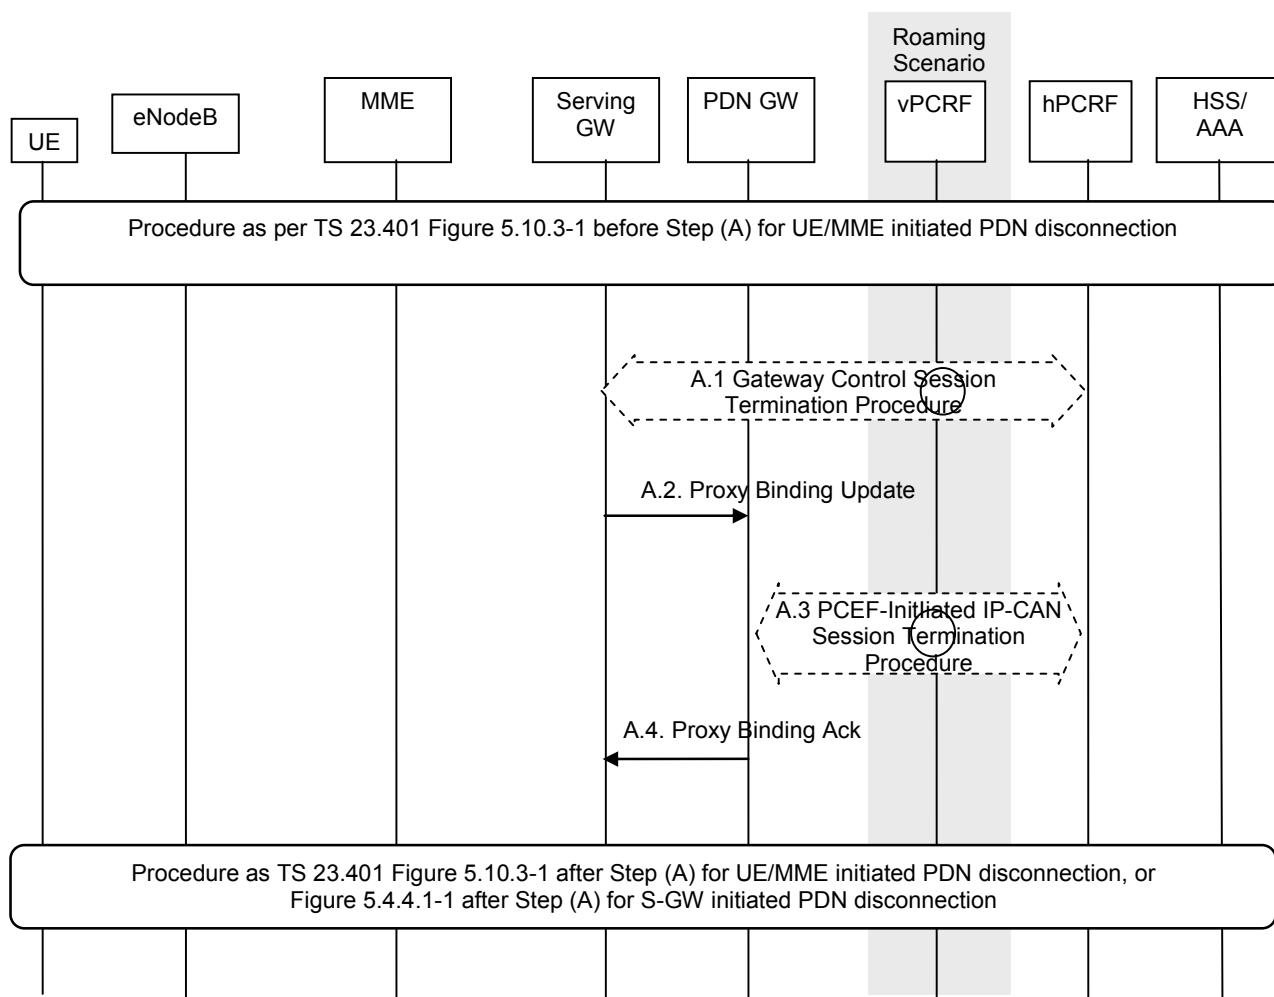 Roaming
Scenario
UE
eNodeB
MME
Serving
GW
PDN GW
vPCRF
hPCRF
HSS/
AAA
Procedure as per TS 23.401 Figure 5.10.3-1 before Step (A) for UE/MME initiated PDN disconnection
A.1 Gateway Control Session
Termination Procedure
A.2. Proxy Binding Update
A.3 PCEF-Initliated IP-CAN
Session Termination
Procedure
A.4. Proxy Binding Ack
Procedure as TS 23.401 Figure 5.10.3-1 after Step (A) for UE/MME initiated PDN disconnection, or
Figure 5.4.4.1-1 after Step (A) for S-GW initiated PDN disconnection